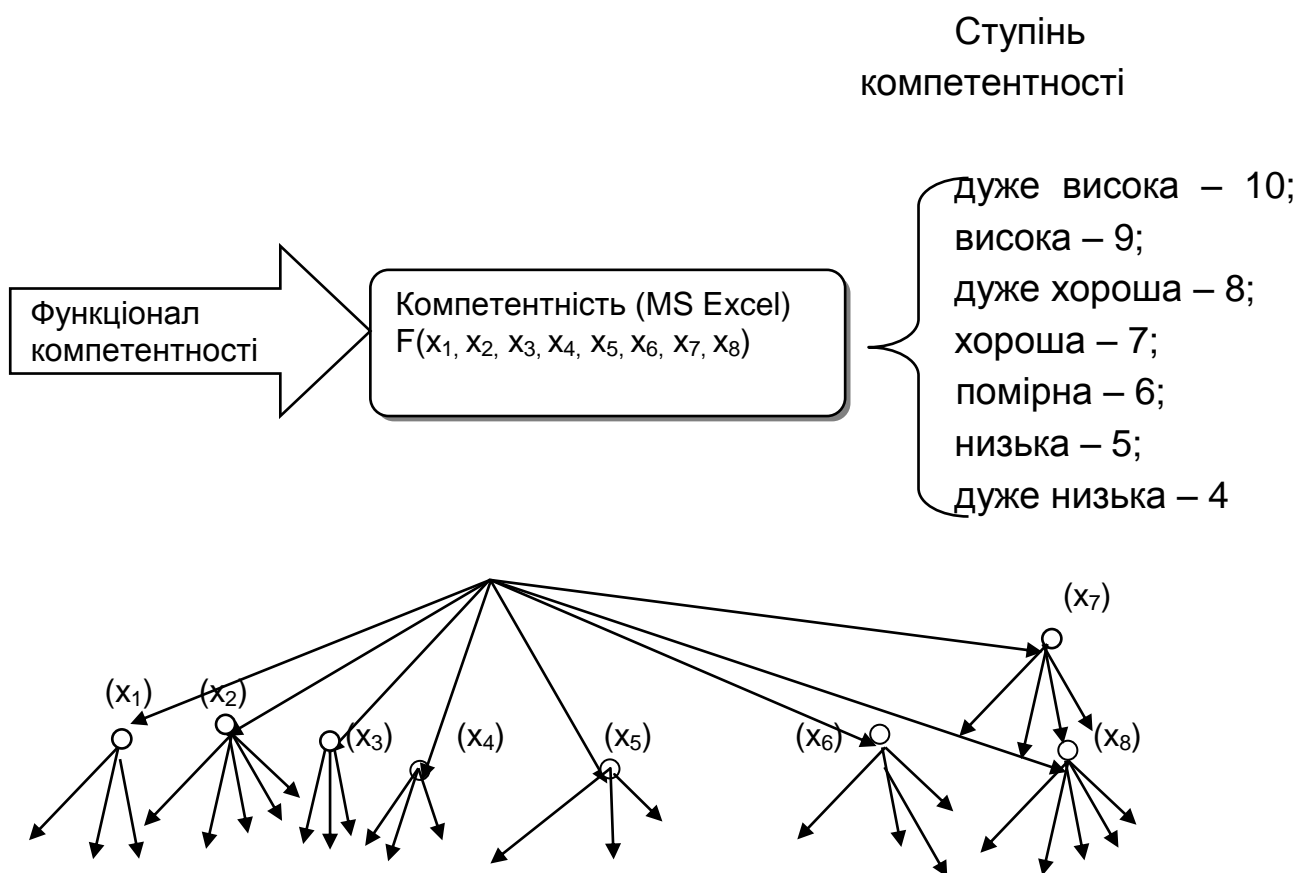 Ступінь
компетентності
Функціонал
компетентності
Компетентність (MS Excel)
F(x₁, x₂, x₃, x₄, x₅, x₆, x₇, x₈)
дуже висока – 10;
висока – 9;
дуже хороша – 8;
хороша – 7;
помірна – 6;
низька – 5;
дуже низька – 4
(x₇)
(x₁) (x₂) (x₃) (x₄) (x₅) (x₆) (x₈)